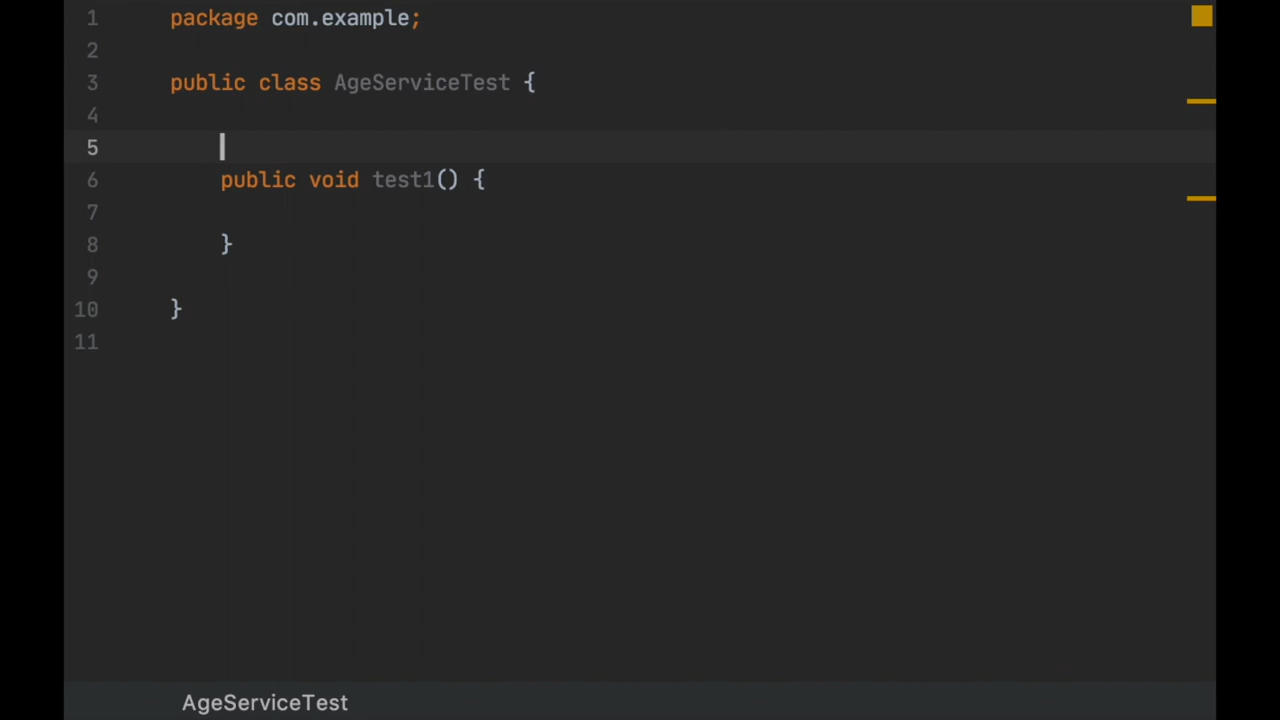 1 package com.example;
2
3 public class AgeServiceTest {
4
5
6 public void test1() {
7
8 }
9
10 }
11
AgeServiceTest